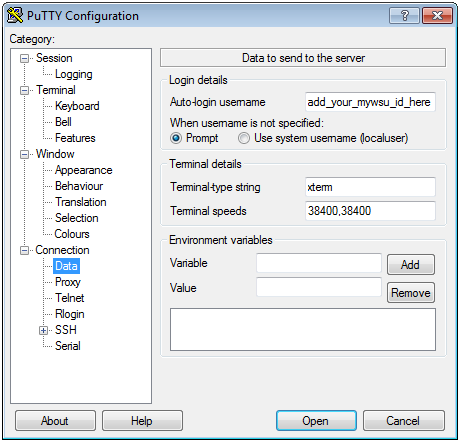 PuTTY Configuration
Category:
Session
Logging
Terminal
Keyboard
Bell
Features
Window
Appearance
Behaviour
Translation
Selection
Colours
Connection
Data
Proxy
Telnet
Rlogin
SSH
Serial
Data to send to the server
Login details
Auto-login username add_your_mywsu_id_here
When username is not specified:
Prompt Use system username (localuser)
Terminal details
Terminal-type string xterm
Terminal speeds 38400,38400
Environment variables
Variable Add
Value Remove
About Help Open Cancel